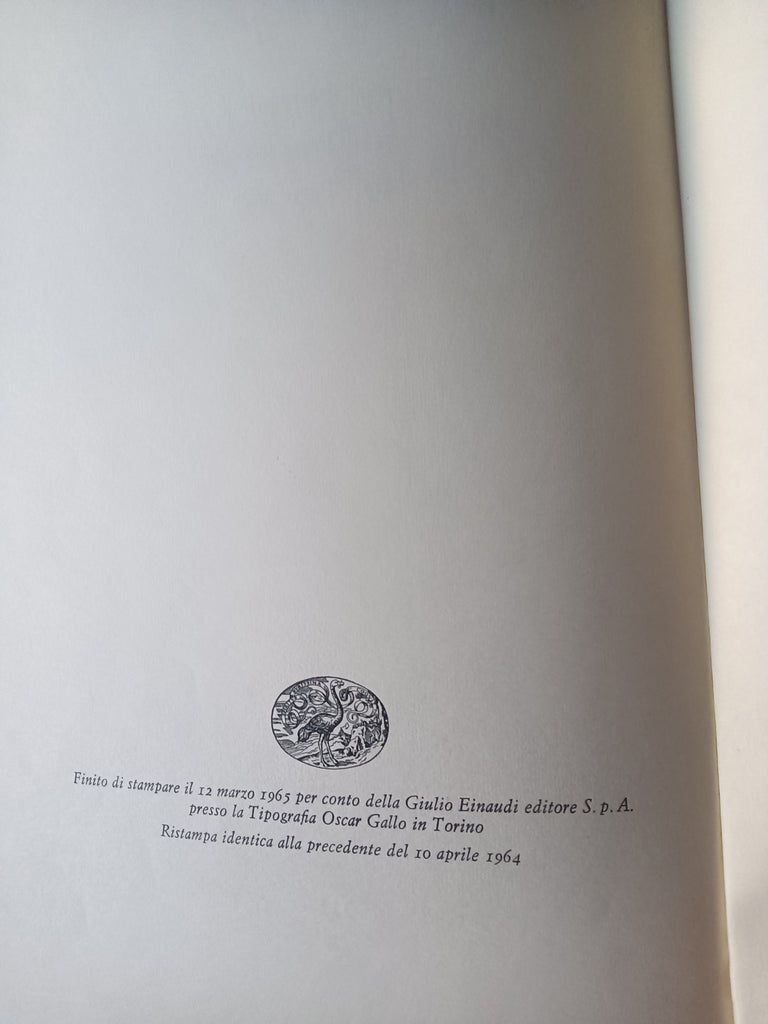 Finito di stampare il 12 marzo 1965 per conto della Giulio Einaudi editore S. p. A.
presso la Tipografia Oscar Gallo in Torino
Ristampa identica alla precedente del 10 aprile 1964